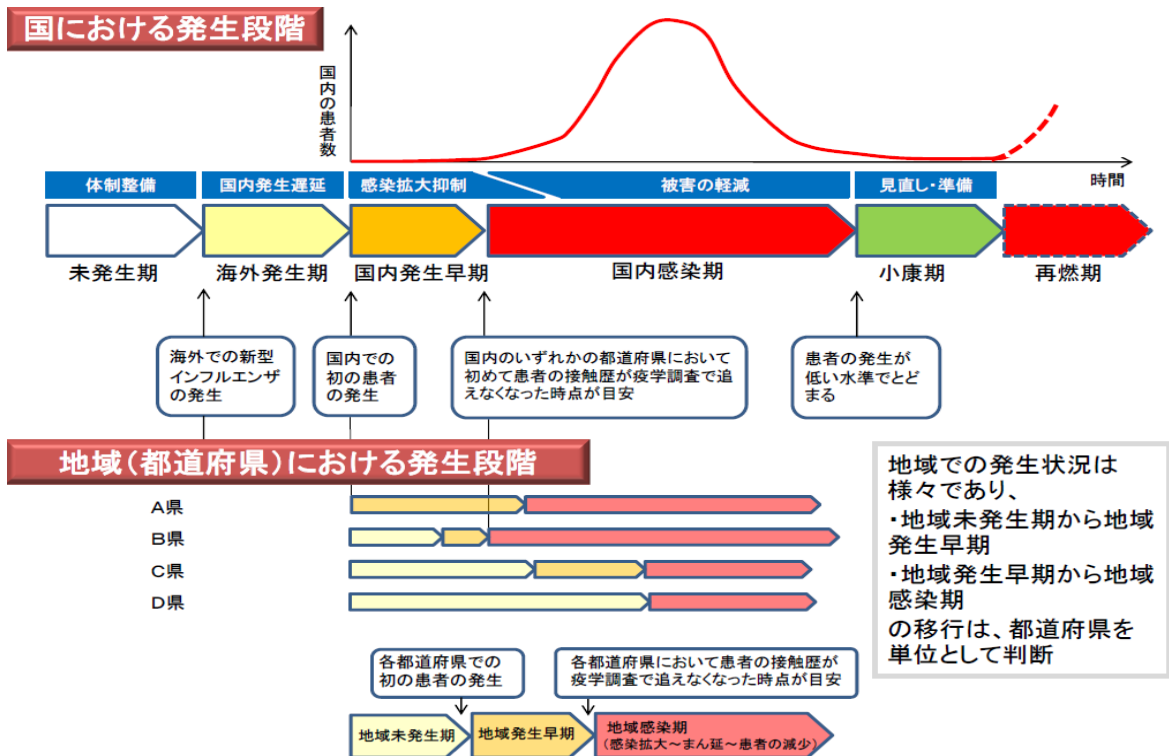 国における発生段階
国内の患者数
時間
体制整備
国内発生遅延
感染拡大抑制
被害の軽減
見直し・準備
未発生期
海外発生期
国内発生早期
国内感染期
小康期
再燃期
海外での新型
インフルエンザ
の発生
国内での
初の患者
の発生
国内のいずれかの都道府県において
初めて患者の接触歴が疫学調査で追
えなくなった時点が目安
患者の発生が
低い水準でとど
まる
地域(都道府県)における発生段階
A県
B県
C県
D県
地域での発生状況は
様々であり、
・地域未発生期から地域
発生早期
・地域発生早期から地域
感染期
の移行は、都道府県を
単位として判断
各都道府県での
初の患者の発生
各都道府県において患者の接触歴が
疫学調査で追えなくなった時点が目安
地域未発生期
地域発生早期
地域感染期
(感染拡大～まん延～患者の減少)